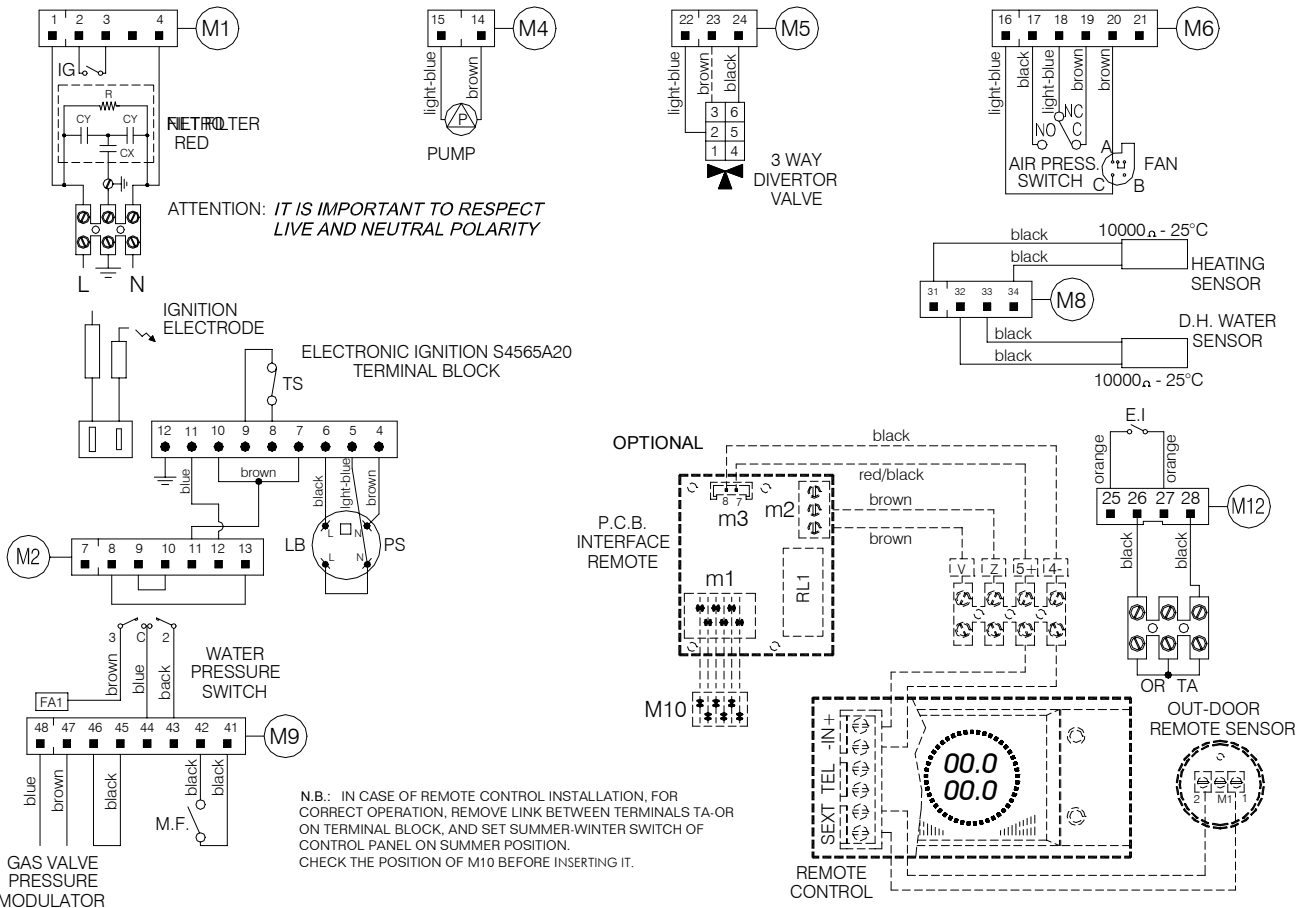 1 2 3 4 M1
IG
R
CY CY
CX
NET FILTER
RED
L N
ATTENTION: IT IS IMPORTANT TO RESPECT
LIVE AND NEUTRAL POLARITY
15 14 M4
light-blue
brown
P
PUMP
22 23 24 M5
light-blue
brown
black
3 6
2 5
1 4
3 WAY
DIVERTOR
VALVE
16 17 18 19 20 21 M6
light-blue
black
light-blue
brown
brown
NC
NO C
AIR PRESS.
SWITCH
A
C B
FAN
black
10000Ω - 25°C
black
HEATING
SENSOR
31 32 33 34 M8
D.H. WATER
SENSOR
black
black
10000Ω - 25°C
IGNITION
ELECTRODE
ELECTRONIC IGNITION S4565A20
TERMINAL BLOCK
TS
12 11 10 9 8 7 6 5 4
blue
brown
black
lght-blue
brown
L N
L N
LB PS
M2
7 8 9 10 11 12 13
3 C 2
brown
blue
back
WATER
PRESSURE
SWITCH
FA1
48 47 46 45 44 43 42 41 M9
blue
brown
black
black
black
M.F.
GAS VALVE
PRESSURE
MODULATOR
N.B.: IN CASE OF REMOTE CONTROL INSTALLATION, FOR
CORRECT OPERATION, REMOVE LINK BETWEEN TERMINALS TA-OR
ON TERMINAL BLOCK, AND SET SUMMER-WINTER SWITCH OF
CONTROL PANEL ON SUMMER POSITION.
CHECK THE POSITION OF M10 BEFORE INSERTING IT.
OPTIONAL
black
red/black
brown
brown
P.C.B.
INTERFACE
REMOTE
8 7
m3
m2
m1
RL1
M10
V Z 5+ 4-
E.I
orange
orange
25 26 27 28 M12
black
black
OR TA
OUT-DOOR
REMOTE SENSOR
2 M1 1
SEXT TEL -IN+
00.0
00.0
REMOTE
CONTROL